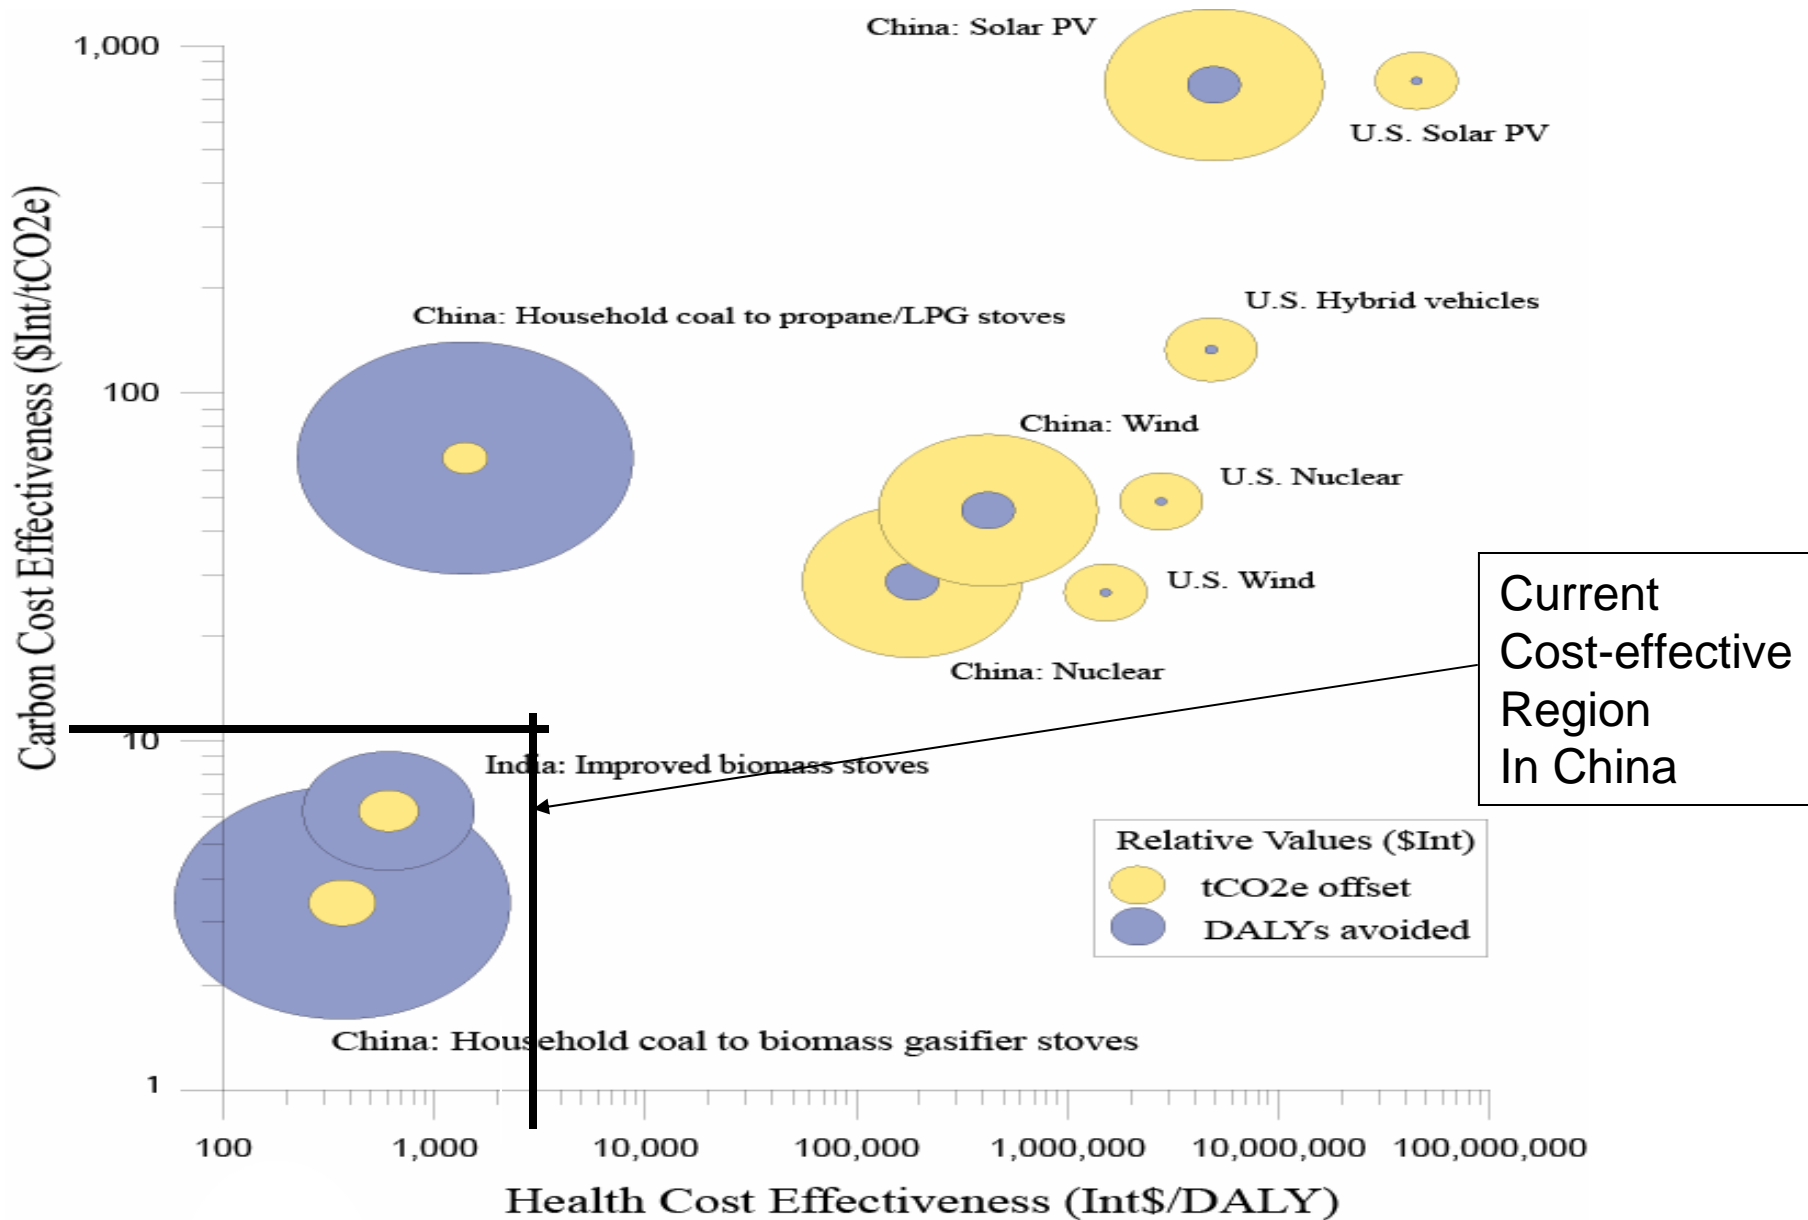 China: Solar PV
1,000
U.S. Solar PV
U.S. Hybrid vehicles
China: Household coal to propane/LPG stoves
100
China: Wind
U.S. Nuclear
U.S. Wind
China: Nuclear
Current
Cost-effective
Region
In China
10
India: Improved biomass stoves
Relative Values ($Int)
tCO2e offset
DALYs avoided
China: Household coal to biomass gasifier stoves
1
Carbon Cost Effectiveness ($Int/tCO2e)
100 1,000 10,000 100,000 1,000,000 10,000,000 100,000,000
Health Cost Effectiveness (Int$/DALY)